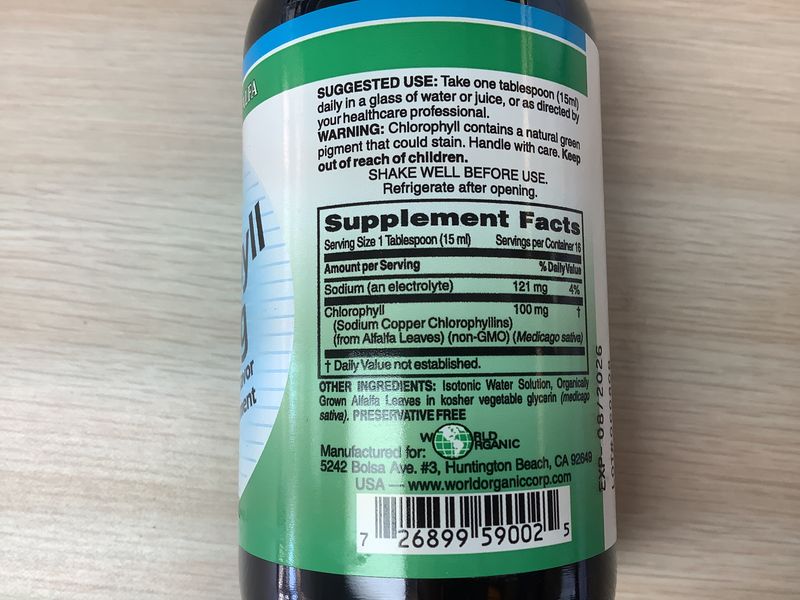 ALFA
SUGGESTED USE: Take one tablespoon (15ml)
daily in a glass of water or juice, or as directed by
your healthcare professional.
WARNING: Chlorophyll contains a natural green
pigment that could stain. Handle with care. Keep
out of reach of children.
SHAKE WELL BEFORE USE.
Refrigerate after opening.
Supplement Facts
Serving Size 1 Tablespoon (15 ml) Servings per Container 16
Amount per Serving % Daily Value
Sodium (an electrolyte) 121 mg 4%
Chlorophyll 100 mg †
(Sodium Copper Chlorophyllins)
(from Alfalfa Leaves) (non-GMO) (Medicago sativa)
† Daily Value not established.
OTHER INGREDIENTS: Isotonic Water Solution, Organically
Grown Alfalfa Leaves in kosher vegetable glycerin (medicago
sativa). PRESERVATIVE FREE
WORLD
ORGANIC
Manufactured for:
5242 Bolsa Ave. #3, Huntington Beach, CA 92649
USA — www.worldorganiccorp.com
7 26899 59002 5
yll
g
vor
ment
EXP 08/2026